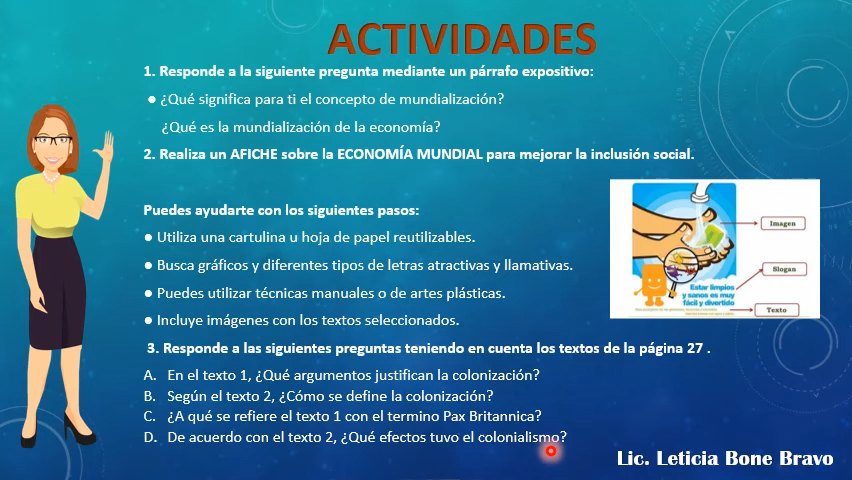 ACTIVIDADES
1. Responde a la siguiente pregunta mediante un párrafo expositivo:
● ¿Qué significa para ti el concepto de mundialización?
¿Qué es la mundialización de la economía?
2. Realiza un AFICHE sobre la ECONOMÍA MUNDIAL para mejorar la inclusión social.
Puedes ayudarte con los siguientes pasos:
● Utiliza una cartulina u hoja de papel reutilizables.
● Busca gráficos y diferentes tipos de letras atractivas y llamativas.
● Puedes utilizar técnicas manuales o de artes plásticas.
● Incluye imágenes con los textos seleccionados.
Imagen
Slogan
Estar limpios
y sanos es muy
fácil y divertido
Texto
3. Responde a las siguientes preguntas teniendo en cuenta los textos de la página 27 .
A. En el texto 1, ¿Qué argumentos justifican la colonización?
B. Según el texto 2, ¿Cómo se define la colonización?
C. ¿A qué se refiere el texto 1 con el termino Pax Britannica?
D. De acuerdo con el texto 2, ¿Qué efectos tuvo el colonialismo?
Lic. Leticia Bone Bravo